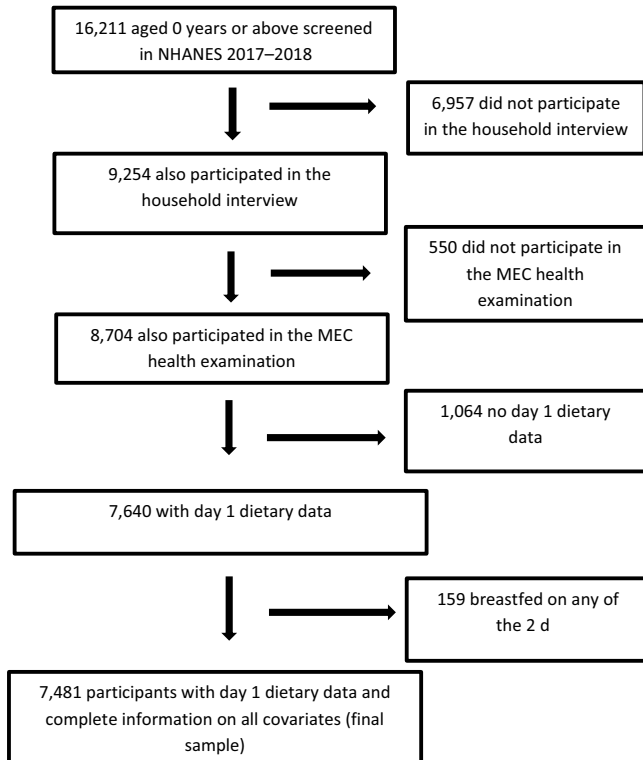 16,211 aged 0 years or above screened
in NHANES 2017–2018
6,957 did not participate
in the household interview
9,254 also participated in the
household interview
550 did not participate in
the MEC health
examination
8,704 also participated in the MEC
health examination
1,064 no day 1 dietary
data
7,640 with day 1 dietary data
159 breastfed on any of
the 2 d
7,481 participants with day 1 dietary data and
complete information on all covariates (final
sample)